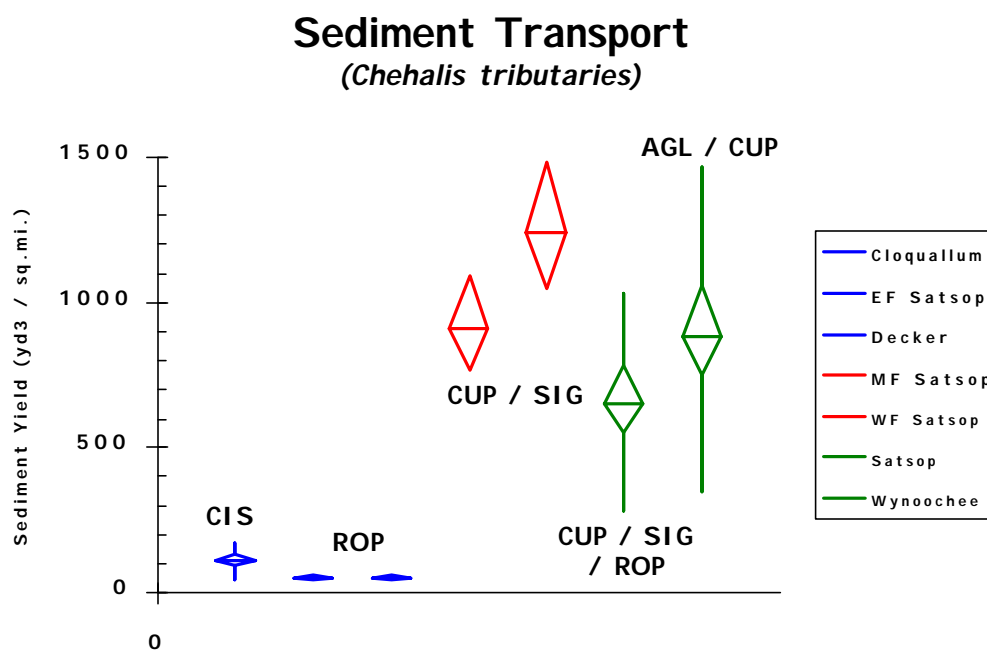 Sediment Transport
(Chehalis tributaries)
Sediment Yield (yd3 / sq.mi.)
1500
1000
500
0
0
CIS
ROP
CUP / SIG
CUP / SIG
/ ROP
AGL / CUP
Cloquallum
EF Satsop
Decker
MF Satsop
WF Satsop
Satsop
Wynoochee